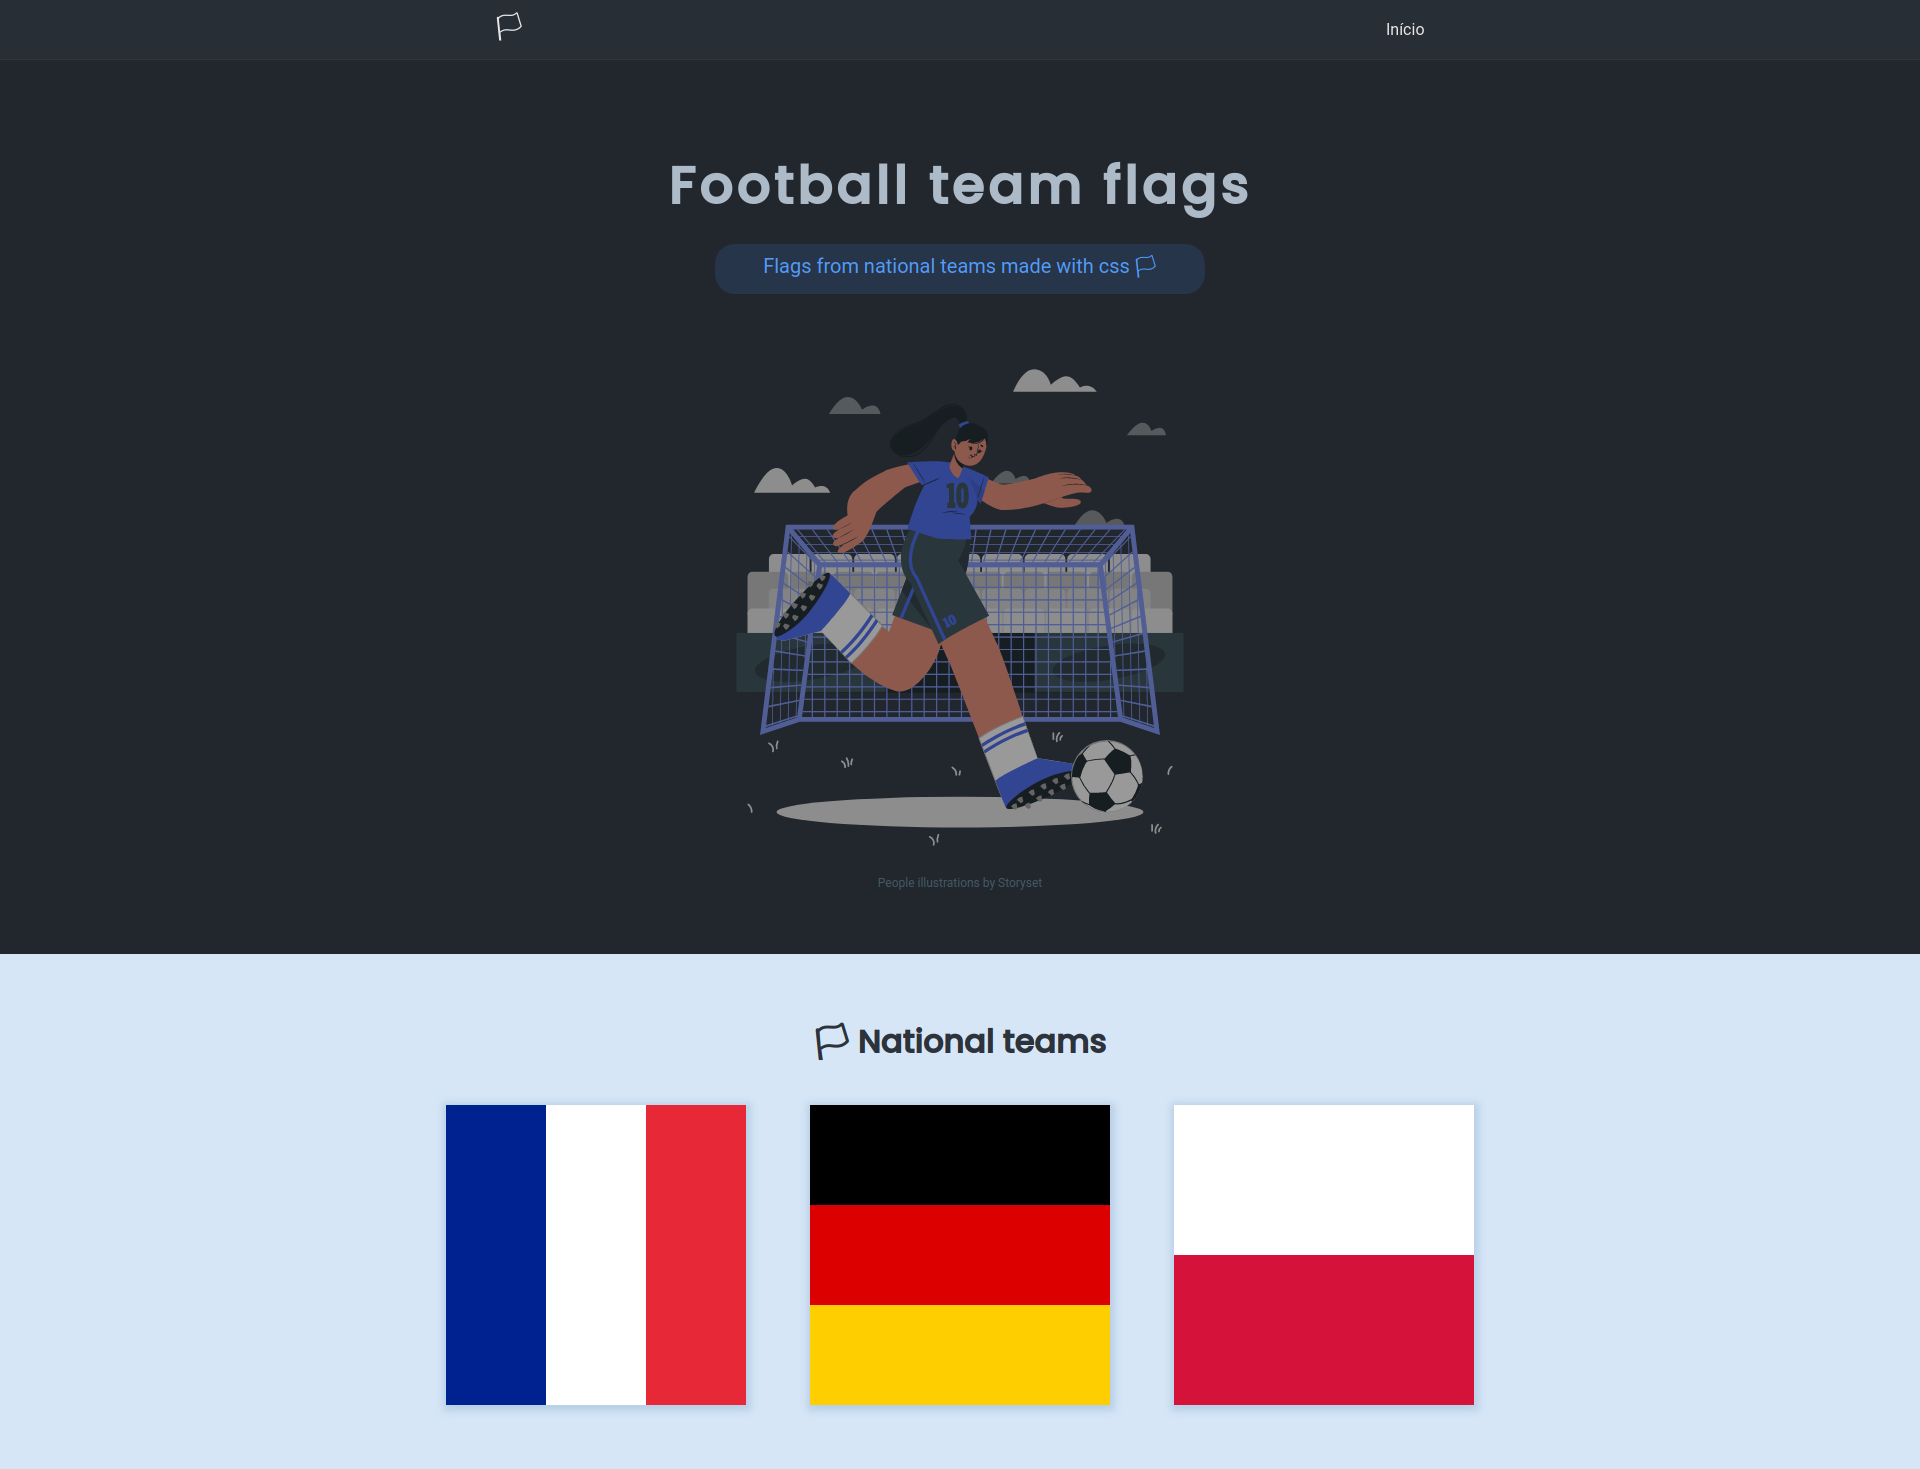 Início
Football team flags
Flags from national teams made with css
10
10
People illustrations by Storyset
National teams